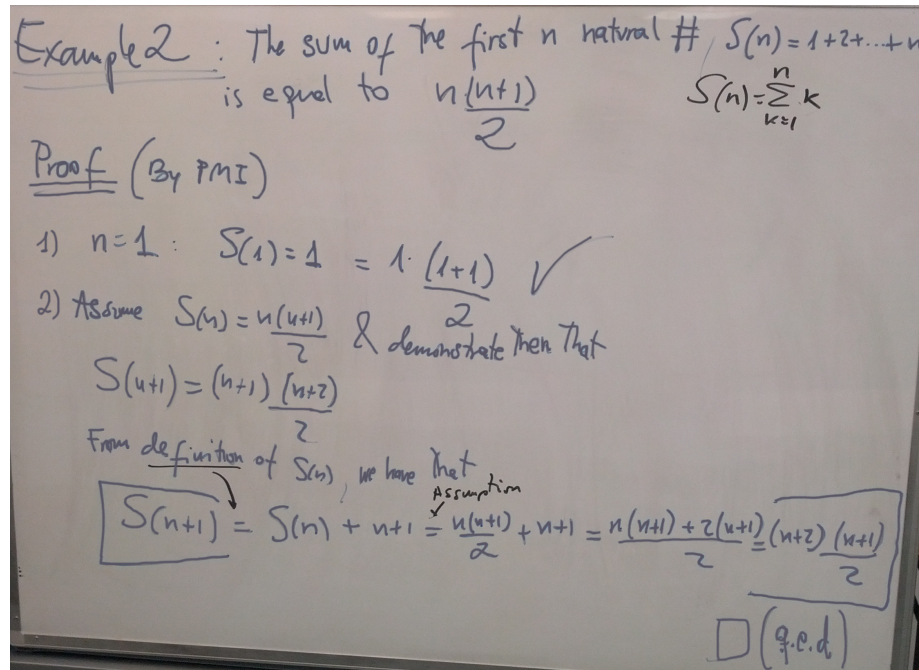 Example 2 : The sum of the first n natural #, S(n) = 1+2+...+n
is equal to n(n+1)/2 S(n) = ∑_{k=1}^{n} k
Proof (By PMI)
1) n=1 : S(1)=1 = 1·(1+1)/2 ✓
2) Assume S(n) = n(n+1)/2 & demonstrate then that
S(n+1) = (n+1)(n+2)/2
From definition of S(n), we have that
Assumption
S(n+1) = S(n) + n+1 = n(n+1)/2 + n+1 = n(n+1)+2(n+1)/2 = (n+2)(n+1)/2
□ (q.e.d)